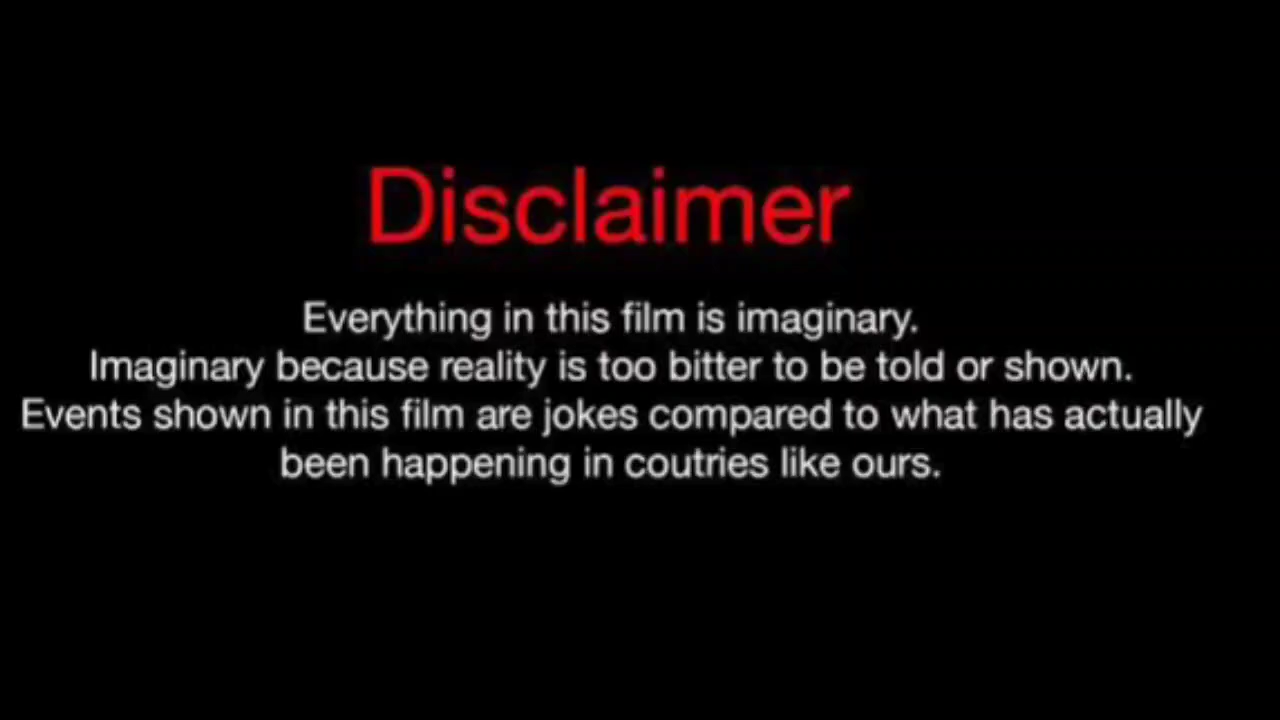 Disclaimer
Everything in this film is imaginary.
Imaginary because reality is too bitter to be told or shown.
Events shown in this film are jokes compared to what has actually
been happening in coutries like ours.